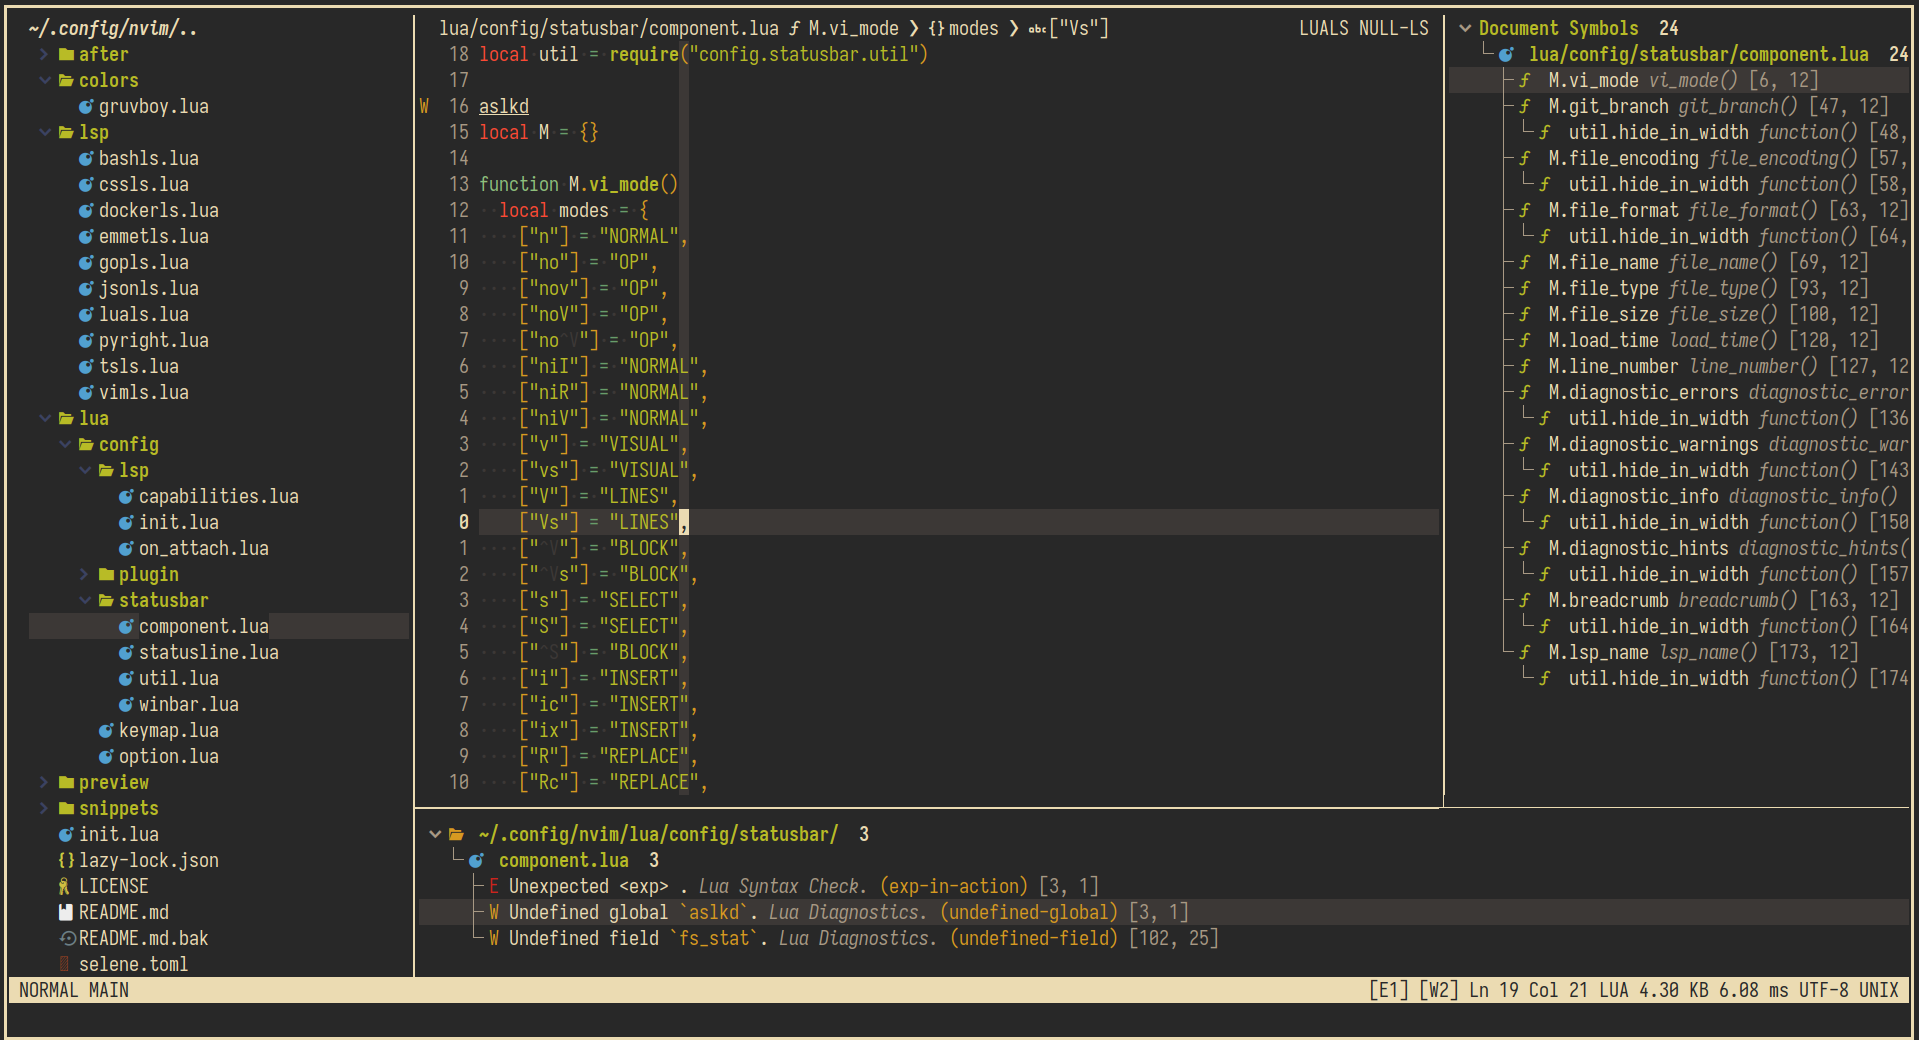 ~/.config/nvim/..
after
colors
gruvboy.lua
lsp
bashls.lua
cssls.lua
dockerls.lua
emmetls.lua
gopls.lua
jsonls.lua
luals.lua
pyright.lua
tsls.lua
vimls.lua
lua
config
lsp
capabilities.lua
init.lua
on_attach.lua
plugin
statusbar
component.lua
statusline.lua
util.lua
winbar.lua
keymap.lua
option.lua
preview
snippets
init.lua
{} lazy-lock.json
LICENSE
README.md
README.md.bak
selene.toml
lua/config/statusbar/component.lua ƒ M.vi_mode ❯ {} modes ❯ abc ["Vs"] LUALS NULL-LS
18 local util = require("config.statusbar.util")
17
W 16 aslkd
15 local M = {}
14
13 function M.vi_mode()
12 local modes = {
11 ["n"] = "NORMAL",
10 ["no"] = "OP",
9 ["nov"] = "OP",
8 ["noV"] = "OP",
7 ["no^V"] = "OP",
6 ["niI"] = "NORMAL",
5 ["niR"] = "NORMAL",
4 ["niV"] = "NORMAL",
3 ["v"] = "VISUAL",
2 ["vs"] = "VISUAL",
1 ["V"] = "LINES",
0 ["Vs"] = "LINES",
1 ["^V"] = "BLOCK",
2 ["^Vs"] = "BLOCK",
3 ["s"] = "SELECT",
4 ["S"] = "SELECT",
5 ["^S"] = "BLOCK",
6 ["i"] = "INSERT",
7 ["ic"] = "INSERT",
8 ["ix"] = "INSERT",
9 ["R"] = "REPLACE",
10 ["Rc"] = "REPLACE",
Document Symbols 24
lua/config/statusbar/component.lua 24
ƒ M.vi_mode vi_mode() [6, 12]
ƒ M.git_branch git_branch() [47, 12]
ƒ util.hide_in_width function() [48,
ƒ M.file_encoding file_encoding() [57,
ƒ util.hide_in_width function() [58,
ƒ M.file_format file_format() [63, 12]
ƒ util.hide_in_width function() [64,
ƒ M.file_name file_name() [69, 12]
ƒ M.file_type file_type() [93, 12]
ƒ M.file_size file_size() [100, 12]
ƒ M.load_time load_time() [120, 12]
ƒ M.line_number line_number() [127, 12
ƒ M.diagnostic_errors diagnostic_error
ƒ util.hide_in_width function() [136
ƒ M.diagnostic_warnings diagnostic_war
ƒ util.hide_in_width function() [143
ƒ M.diagnostic_info diagnostic_info()
ƒ util.hide_in_width function() [150
ƒ M.diagnostic_hints diagnostic_hints(
ƒ util.hide_in_width function() [157
ƒ M.breadcrumb breadcrumb() [163, 12]
ƒ util.hide_in_width function() [164
ƒ M.lsp_name lsp_name() [173, 12]
ƒ util.hide_in_width function() [174
~/.config/nvim/lua/config/statusbar/ 3
component.lua 3
E Unexpected <exp> . Lua Syntax Check. (exp-in-action) [3, 1]
W Undefined global `aslkd`. Lua Diagnostics. (undefined-global) [3, 1]
W Undefined field `fs_stat`. Lua Diagnostics. (undefined-field) [102, 25]
NORMAL MAIN [E1] [W2] Ln 19 Col 21 LUA 4.30 KB 6.08 ms UTF-8 UNIX